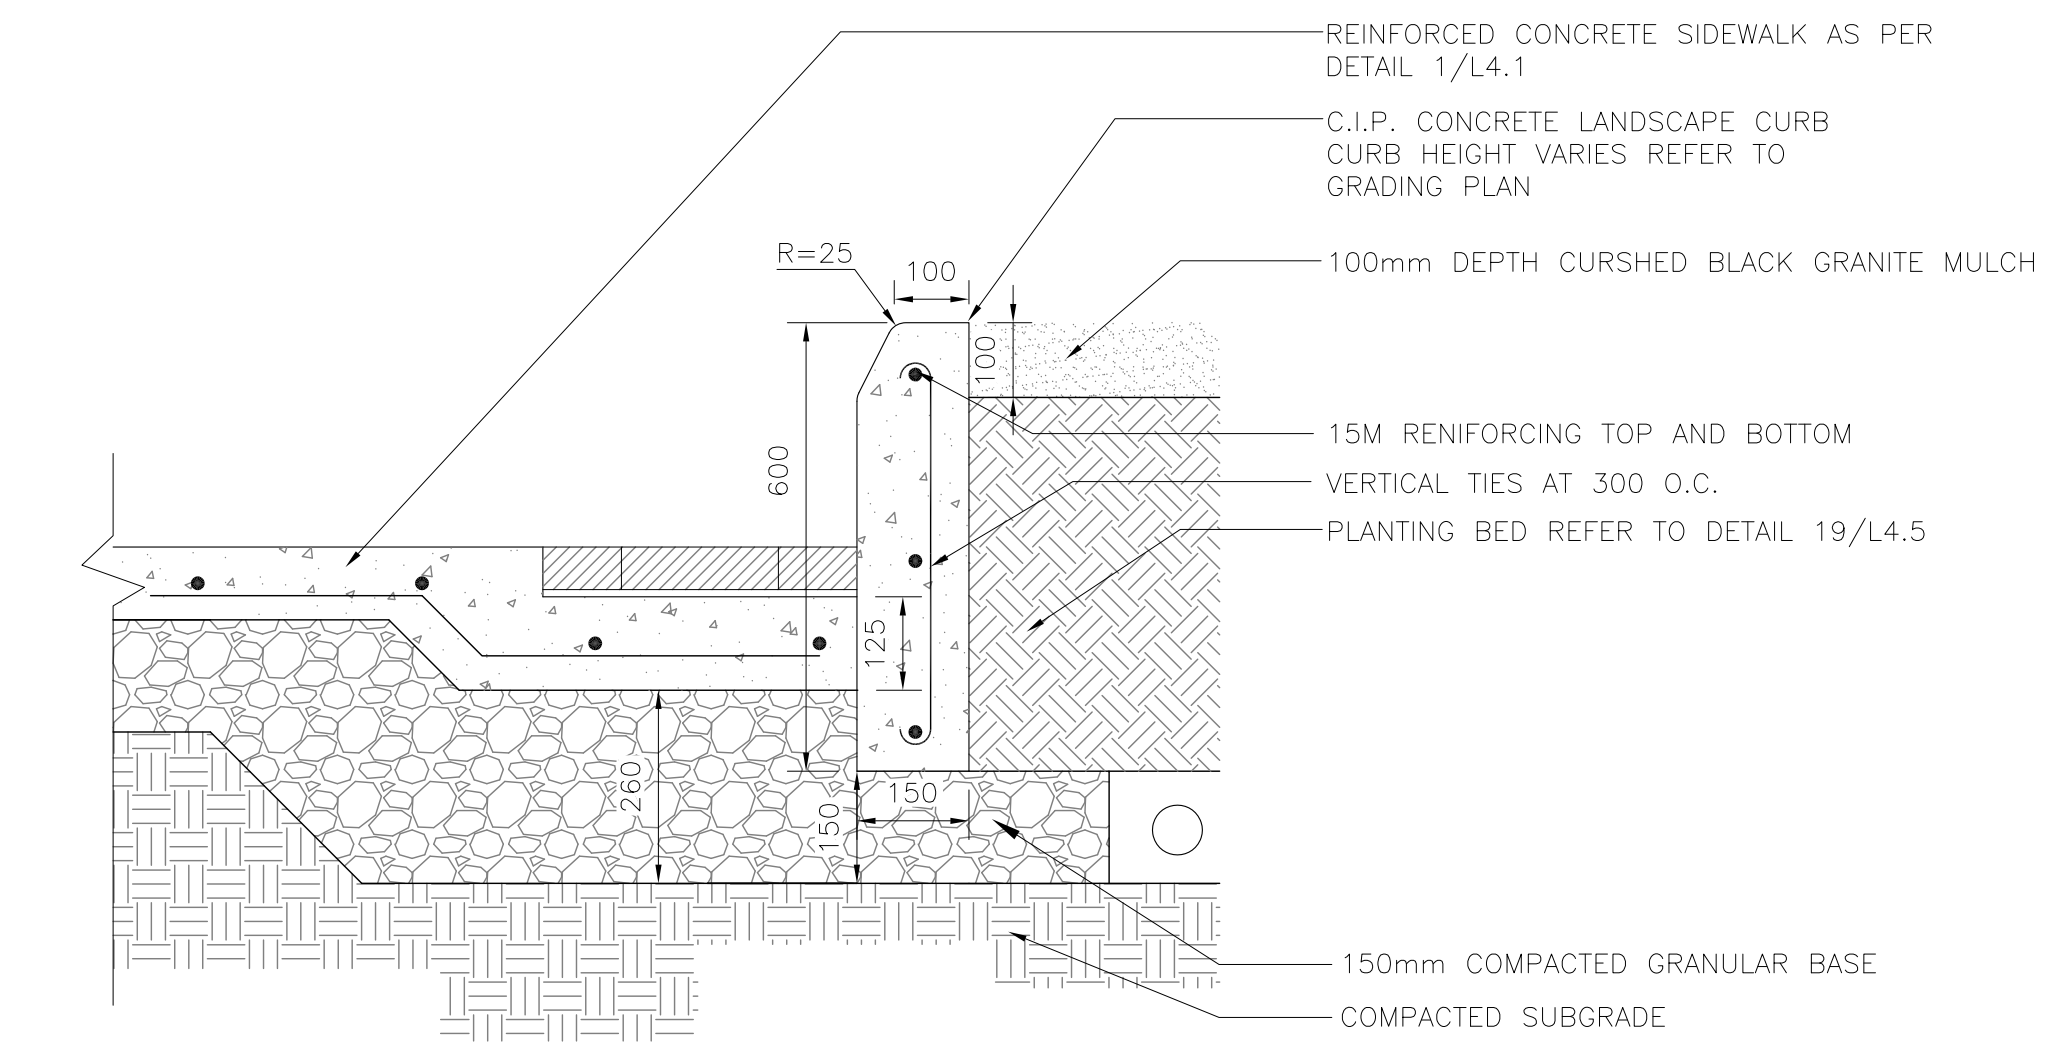 REINFORCED CONCRETE SIDEWALK AS PER
DETAIL 1/L4.1
C.I.P. CONCRETE LANDSCAPE CURB
CURB HEIGHT VARIES REFER TO
GRADING PLAN
R=25
100
100mm DEPTH CURSHED BLACK GRANITE MULCH
100
15M RENIFORCING TOP AND BOTTOM
600
VERTICAL TIES AT 300 O.C.
PLANTING BED REFER TO DETAIL 19/L4.5
125
260
150
150
150mm COMPACTED GRANULAR BASE
COMPACTED SUBGRADE